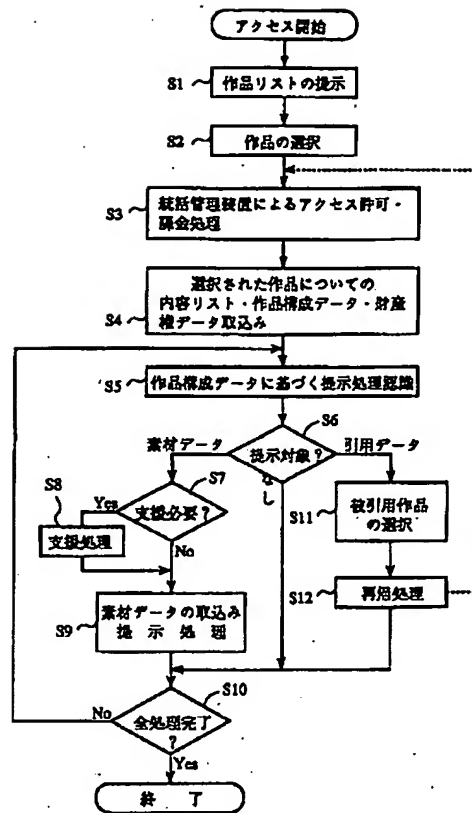 アクセス開始
S1
作品リストの提示
S2
作品の選択
S3
統括管理装置によるアクセス許可・
課金処理
S4
選択された作品についての
内容リスト・作品構成データ・財産
権データ取込み
S5
作品構成データに基づく提示処理認識
S6
素材データ
提示対象?
引用データ
なし
S7
支援必要?
Yes
No
S8
支援処理
S11
被引用作品
の選択
S12
再帰処理
S9
素材データの取込み
提示処理
S10
No
全処理完了
?
Yes
終了